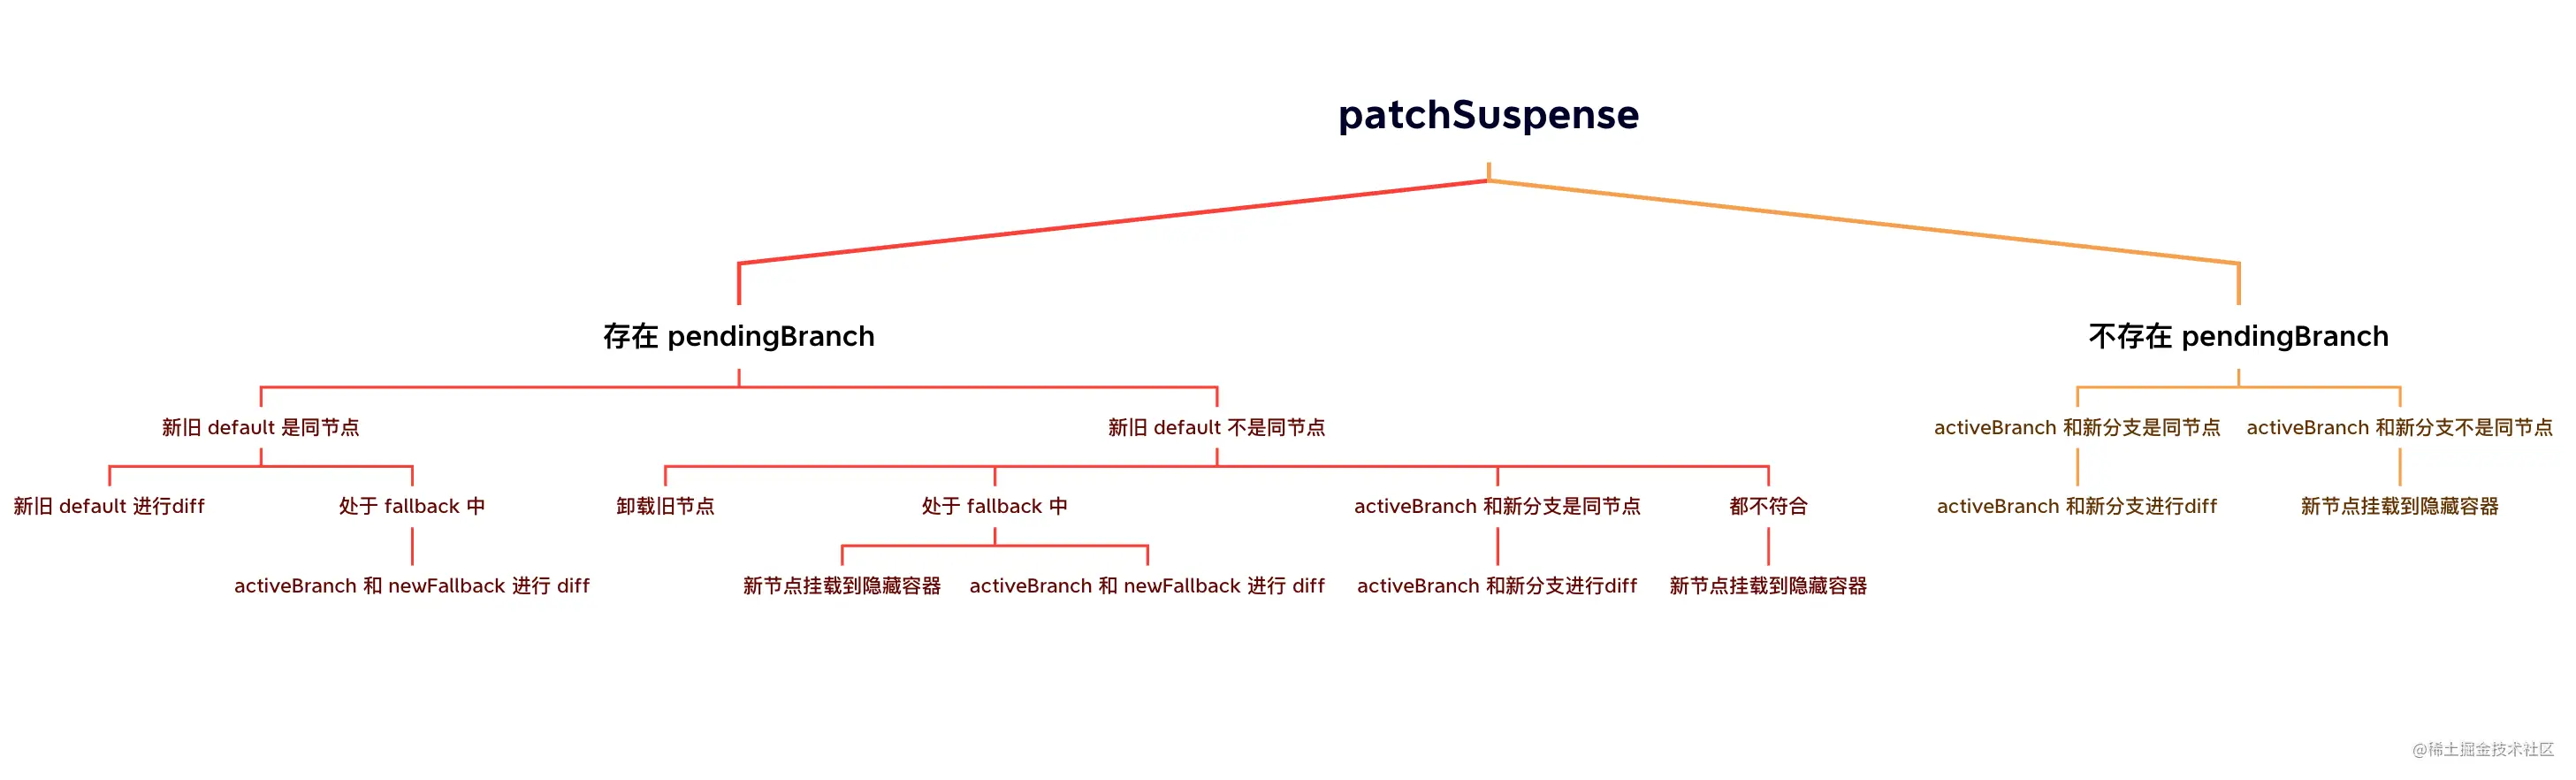 patchSuspense
存在 pendingBranch
不存在 pendingBranch
新旧 default 是同节点
新旧 default 不是同节点
activeBranch 和新分支是同节点
activeBranch 和新分支不是同节点
新旧 default 进行diff
处于 fallback 中
卸载旧节点
处于 fallback 中
activeBranch 和新分支是同节点
都不符合
activeBranch 和新分支进行diff
新节点挂载到隐藏容器
activeBranch 和 newFallback 进行 diff
新节点挂载到隐藏容器
activeBranch 和 newFallback 进行 diff
activeBranch 和新分支进行diff
新节点挂载到隐藏容器
@稀土掘金技术社区